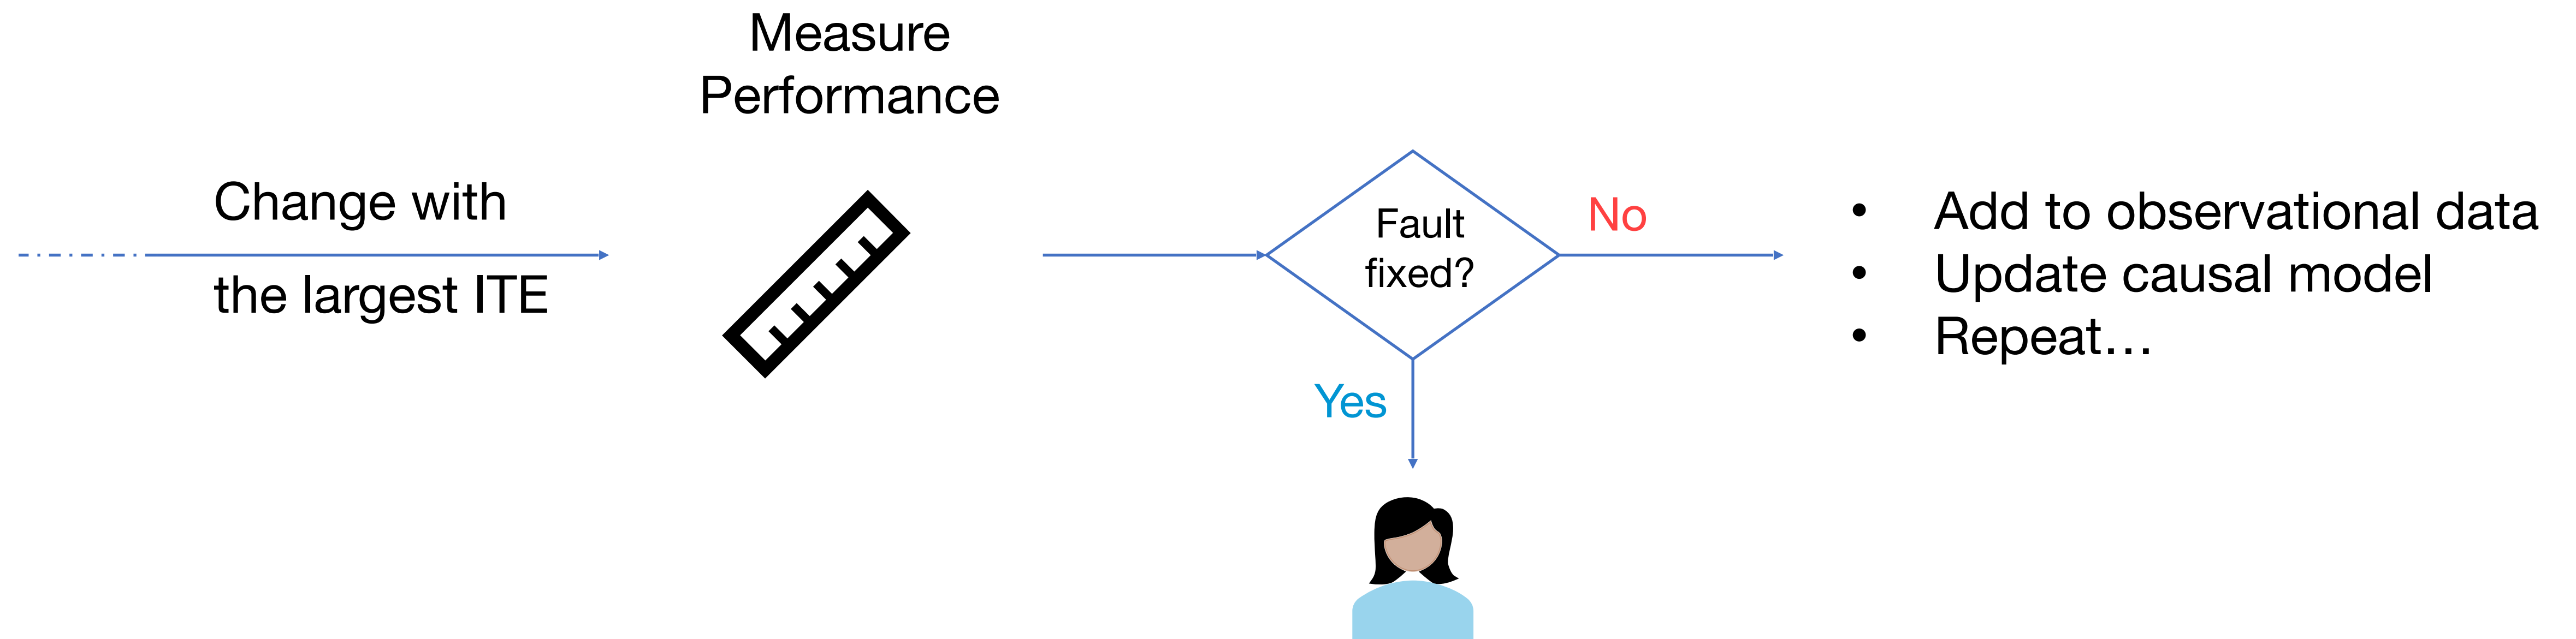 Measure
Performance
Change with
the largest ITE
Fault
fixed?
No
Yes
• Add to observational data
• Update causal model
• Repeat…